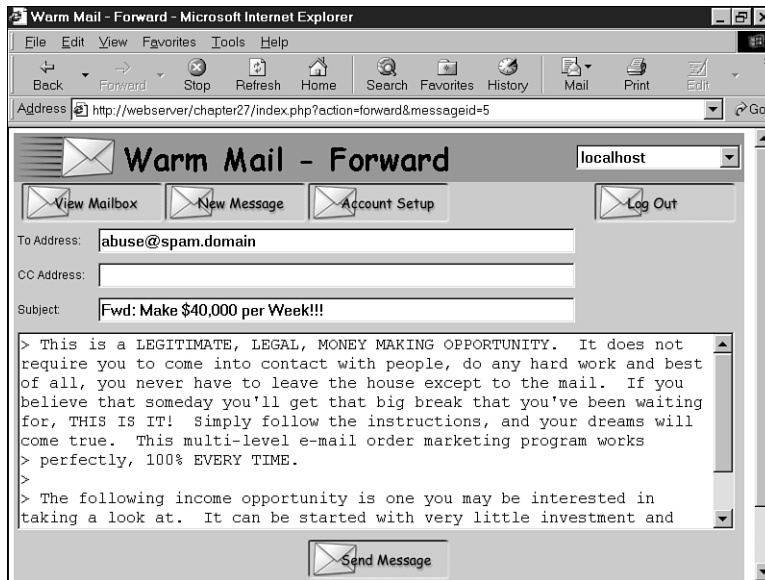 Warm Mail - Forward - Microsoft Internet Explorer
File Edit View Favorites Tools Help
Back Forward Stop Refresh Home Search Favorites History Mail Print Edit
Address http://webserver/chapter27/index.php?action=forward&messageid=5 Go
Warm Mail - Forward localhost
View Mailbox New Message Account Setup Log Out
To Address: abuse@spam.domain
CC Address:
Subject: Fwd: Make $40,000 per Week!!!
> This is a LEGITIMATE, LEGAL, MONEY MAKING OPPORTUNITY.  It does not
require you to come into contact with people, do any hard work and best
of all, you never have to leave the house except to the mail.  If you
believe that someday you'll get that big break that you've been waiting
for, THIS IS IT!  Simply follow the instructions, and your dreams will
come true.  This multi-level e-mail order marketing program works
> perfectly, 100% EVERY TIME.
>
> The following income opportunity is one you may be interested in
taking a look at.  It can be started with very little investment and
Send Message